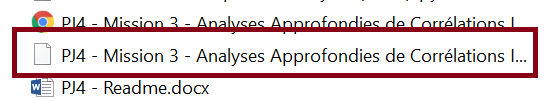 PJ4 - Mission 3 - Analyses Approfondies de Corrélations I...
PJ4 - Mission 3 - Analyses Approfondies de Corrélations I...
PJ4 - Readme.docx